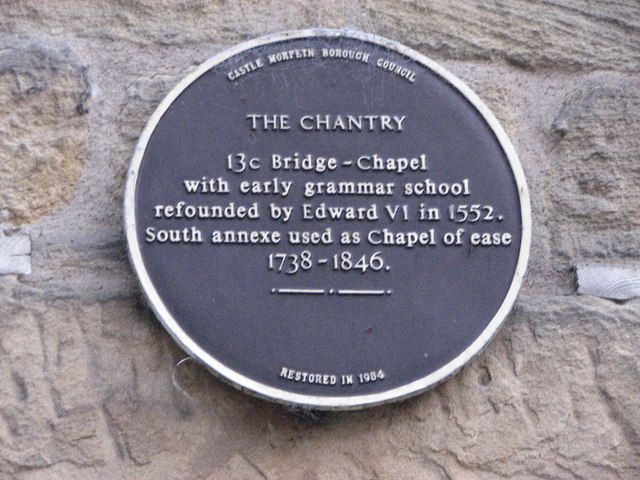 CASTLE MORPETH BOROUGH COUNCIL
THE CHANTRY
13c Bridge-Chapel
with early grammar school
refounded by Edward VI in 1552.
South annexe used as Chapel of ease
1738-1846.
RESTORED IN 1984